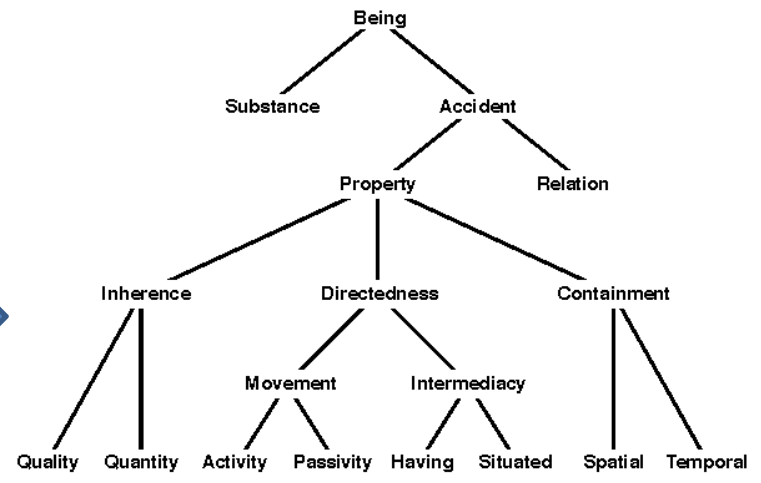 Being
Substance Accident
Property Relation
Inherence Directedness Containment
Movement Intermediacy
Quality Quantity Activity Passivity Having Situated Spatial Temporal